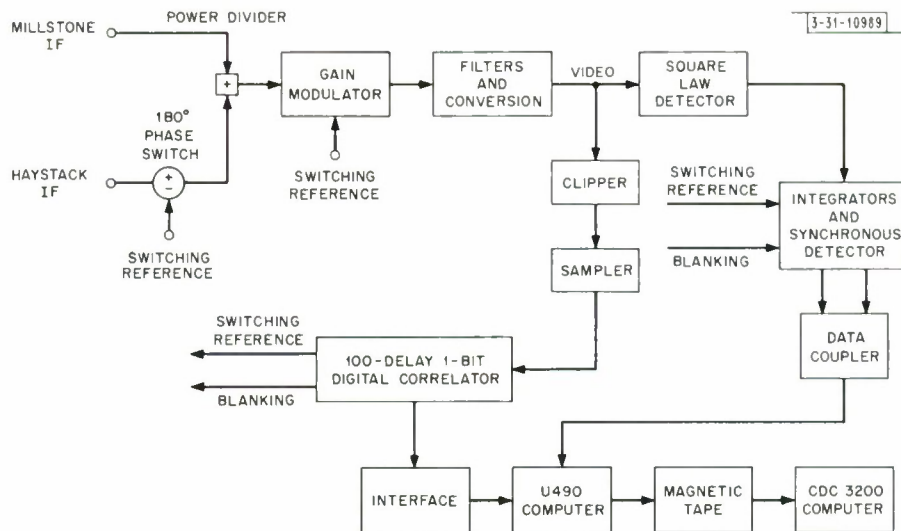 3-31-10989
MILLSTONE
IF
POWER DIVIDER
+
GAIN
MODULATOR
FILTERS
AND
CONVERSION
VIDEO
SQUARE
LAW
DETECTOR
180°
PHASE
SWITCH
HAYSTACK
IF
+
-
SWITCHING
REFERENCE
SWITCHING
REFERENCE
CLIPPER
SAMPLER
SWITCHING
REFERENCE
BLANKING
INTEGRATORS
AND
SYNCHRONOUS
DETECTOR
DATA
COUPLER
SWITCHING
REFERENCE
BLANKING
100-DELAY 1-BIT
DIGITAL CORRELATOR
INTERFACE
U490
COMPUTER
MAGNETIC
TAPE
CDC 3200
COMPUTER